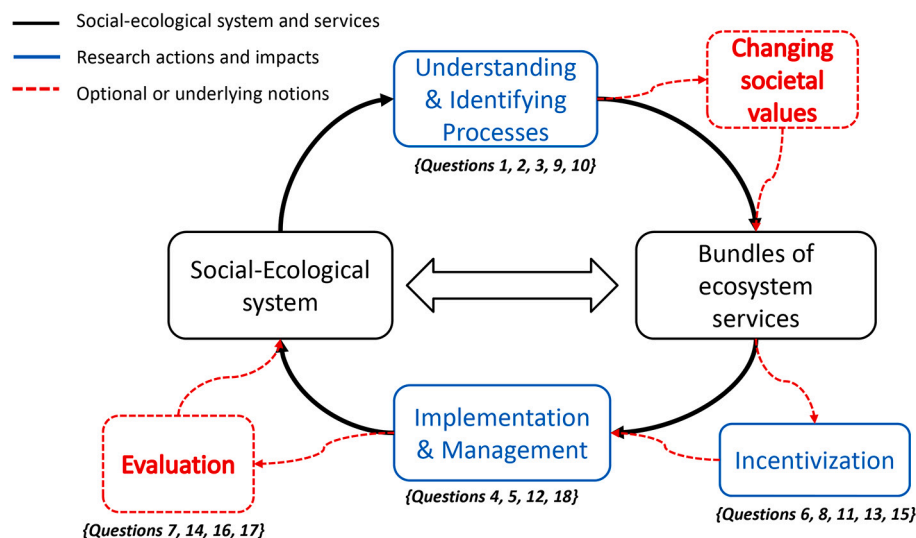 Social-ecological system and services
Research actions and impacts
Optional or underlying notions
Understanding
& Identifying
Processes
{Questions 1, 2, 3, 9, 10}
Changing
societal
values
Social-Ecological
system
Bundles of
ecosystem
services
Evaluation
{Questions 7, 14, 16, 17}
Implementation
& Management
{Questions 4, 5, 12, 18}
Incentivization
{Questions 6, 8, 11, 13, 15}